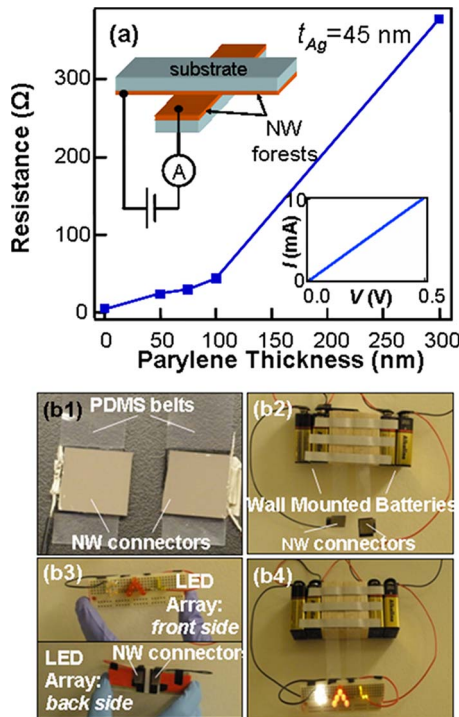 (a)
t_Ag=45 nm
substrate
NW
forests
A
Resistance (Ω)
300
200
100
0
10
I (mA)
0
0.0
V (V)
0.5
0
50
100
150
200
250
300
Parylene Thickness (nm)
(b1)
PDMS belts
NW connectors
(b2)
Wall Mounted Batteries
NW connectors
(b3)
LED
Array:
front side
NW connectors
LED
Array:
back side
(b4)